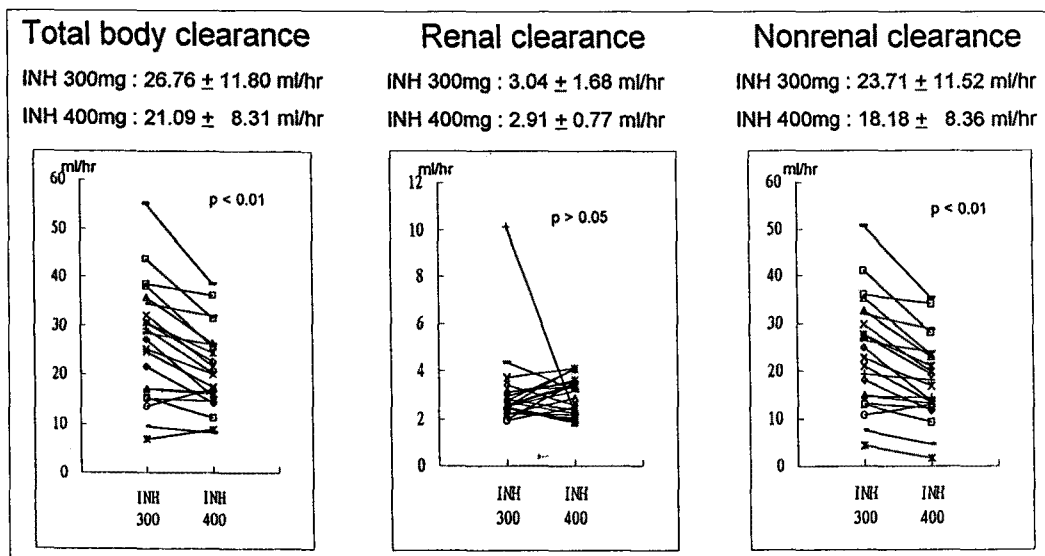 Total body clearance
INH 300mg : 26.76 ± 11.80 ml/hr
INH 400mg : 21.09 ± 8.31 ml/hr
ml/hr
60
50
40
30
20
10
0
p < 0.01
INH 300
INH 400
Renal clearance
INH 300mg : 3.04 ± 1.68 ml/hr
INH 400mg : 2.91 ± 0.77 ml/hr
ml/hr
12
10
8
6
4
2
0
p > 0.05
INH 300
INH 400
Nonrenal clearance
INH 300mg : 23.71 ± 11.52 ml/hr
INH 400mg : 18.18 ± 8.36 ml/hr
ml/hr
60
50
40
30
20
10
0
p < 0.01
INH 300
INH 400